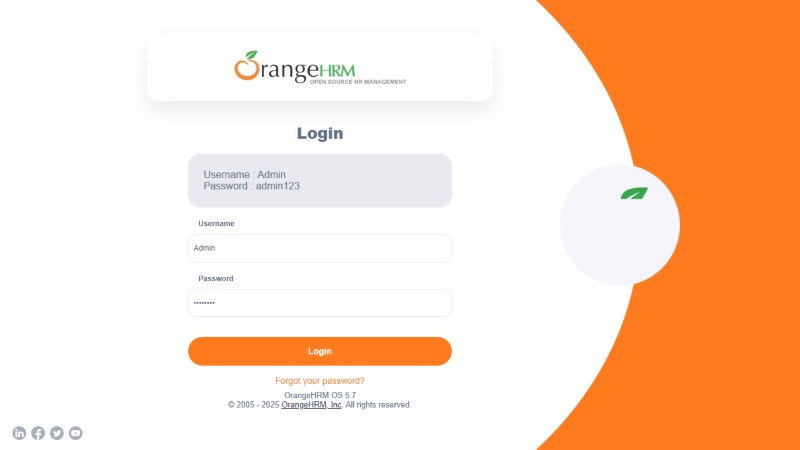 OrangeHRM
OPEN SOURCE HR MANAGEMENT
Login
Username : Admin
Password : admin123
Username
Admin
Password
••••••••
Login
Forgot your password?
OrangeHRM OS 5.7
© 2005 - 2025 OrangeHRM, Inc. All rights reserved.